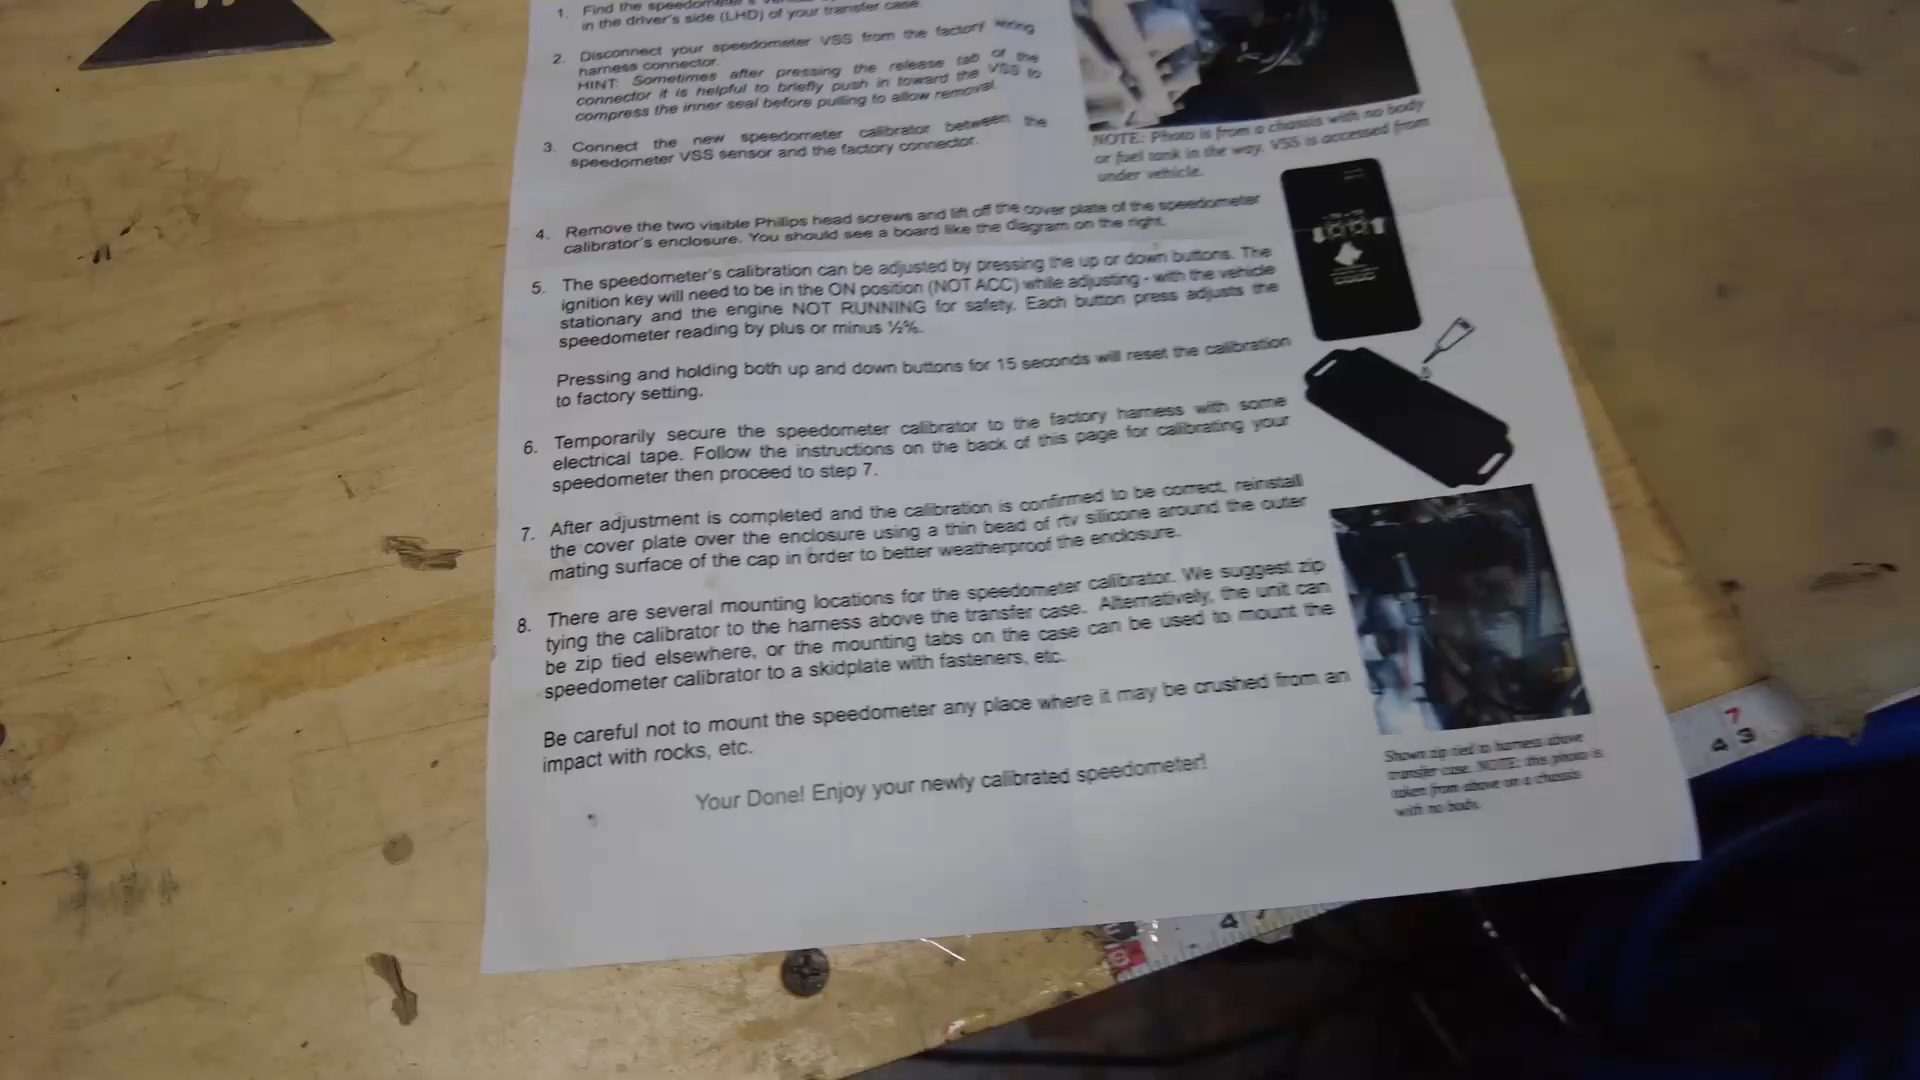 1. Find the speedometer's
in the driver's side (LHD) of your transfer case.
2. Disconnect your speedometer VSS from the factory wiring
harness connector.
HINT: Sometimes after pressing the release tab of the
connector it is helpful to briefly push in toward the VSS to
compress the inner seal before pulling to allow removal.
3. Connect the new speedometer calibrator between the
speedometer VSS sensor and the factory connector.
NOTE: Photo is from a chassis with no body
or fuel tank in the way. VSS is accessed from
under vehicle.
4. Remove the two visible Phillips head screws and lift off the cover plate of the speedometer
calibrator's enclosure. You should see a board like the diagram on the right.
5. The speedometer's calibration can be adjusted by pressing the up or down buttons. The
ignition key will need to be in the ON position (NOT ACC) while adjusting - with the vehicle
stationary and the engine NOT RUNNING for safety. Each button press adjusts the
speedometer reading by plus or minus ½%.
Pressing and holding both up and down buttons for 15 seconds will reset the calibration
to factory setting.
6. Temporarily secure the speedometer calibrator to the factory harness with some
electrical tape. Follow the instructions on the back of this page for calibrating your
speedometer then proceed to step 7.
7. After adjustment is completed and the calibration is confirmed to be correct, reinstall
the cover plate over the enclosure using a thin bead of rtv silicone around the outer
mating surface of the cap in order to better weatherproof the enclosure.
8. There are several mounting locations for the speedometer calibrator. We suggest zip
tying the calibrator to the harness above the transfer case. Alternatively, the unit can
be zip tied elsewhere, or the mounting tabs on the case can be used to mount the
speedometer calibrator to a skidplate with fasteners, etc.
Be careful not to mount the speedometer any place where it may be crushed from an
impact with rocks, etc.
Your Done! Enjoy your newly calibrated speedometer!
Shown zip tied to harness above
transfer case. NOTE: this photo is
taken from above on a chassis
with no body.
7
43